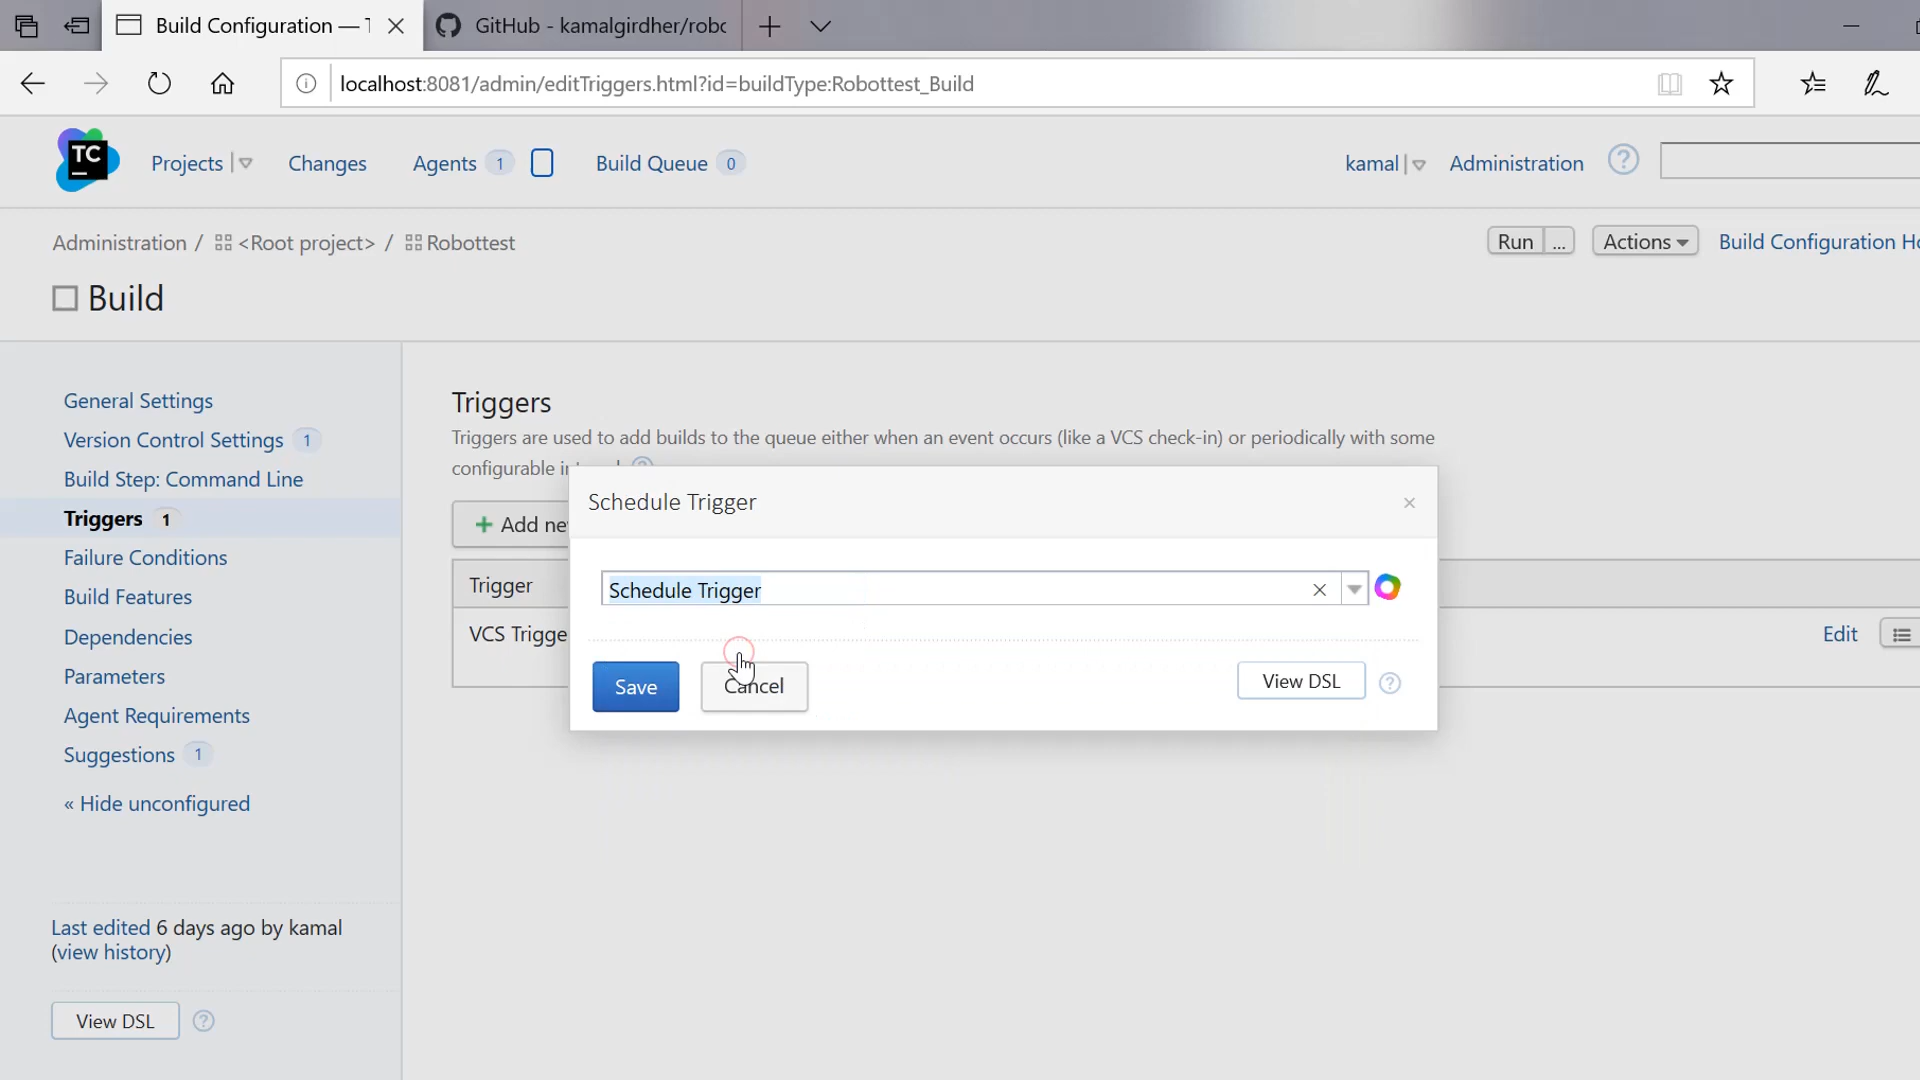 Build Configuration —
GitHub - kamalgirdher/robo
localhost:8081/admin/editTriggers.html?id=buildType:Robottest_Build
TC
Projects
Changes
Agents 1
Build Queue 0
kamal
Administration
?
Administration / <Root project> / Robottest
Run ...
Actions
Build Configuration Ho
Build
General Settings
Version Control Settings 1
Build Step: Command Line
Triggers 1
Failure Conditions
Build Features
Dependencies
Parameters
Agent Requirements
Suggestions 1
« Hide unconfigured
Last edited 6 days ago by kamal
(view history)
View DSL ?
Triggers
Triggers are used to add builds to the queue either when an event occurs (like a VCS check-in) or periodically with some
configurable
+ Add ne
Trigger
VCS Trigge
Edit
Schedule Trigger
×
Schedule Trigger
Save
Cancel
View DSL ?